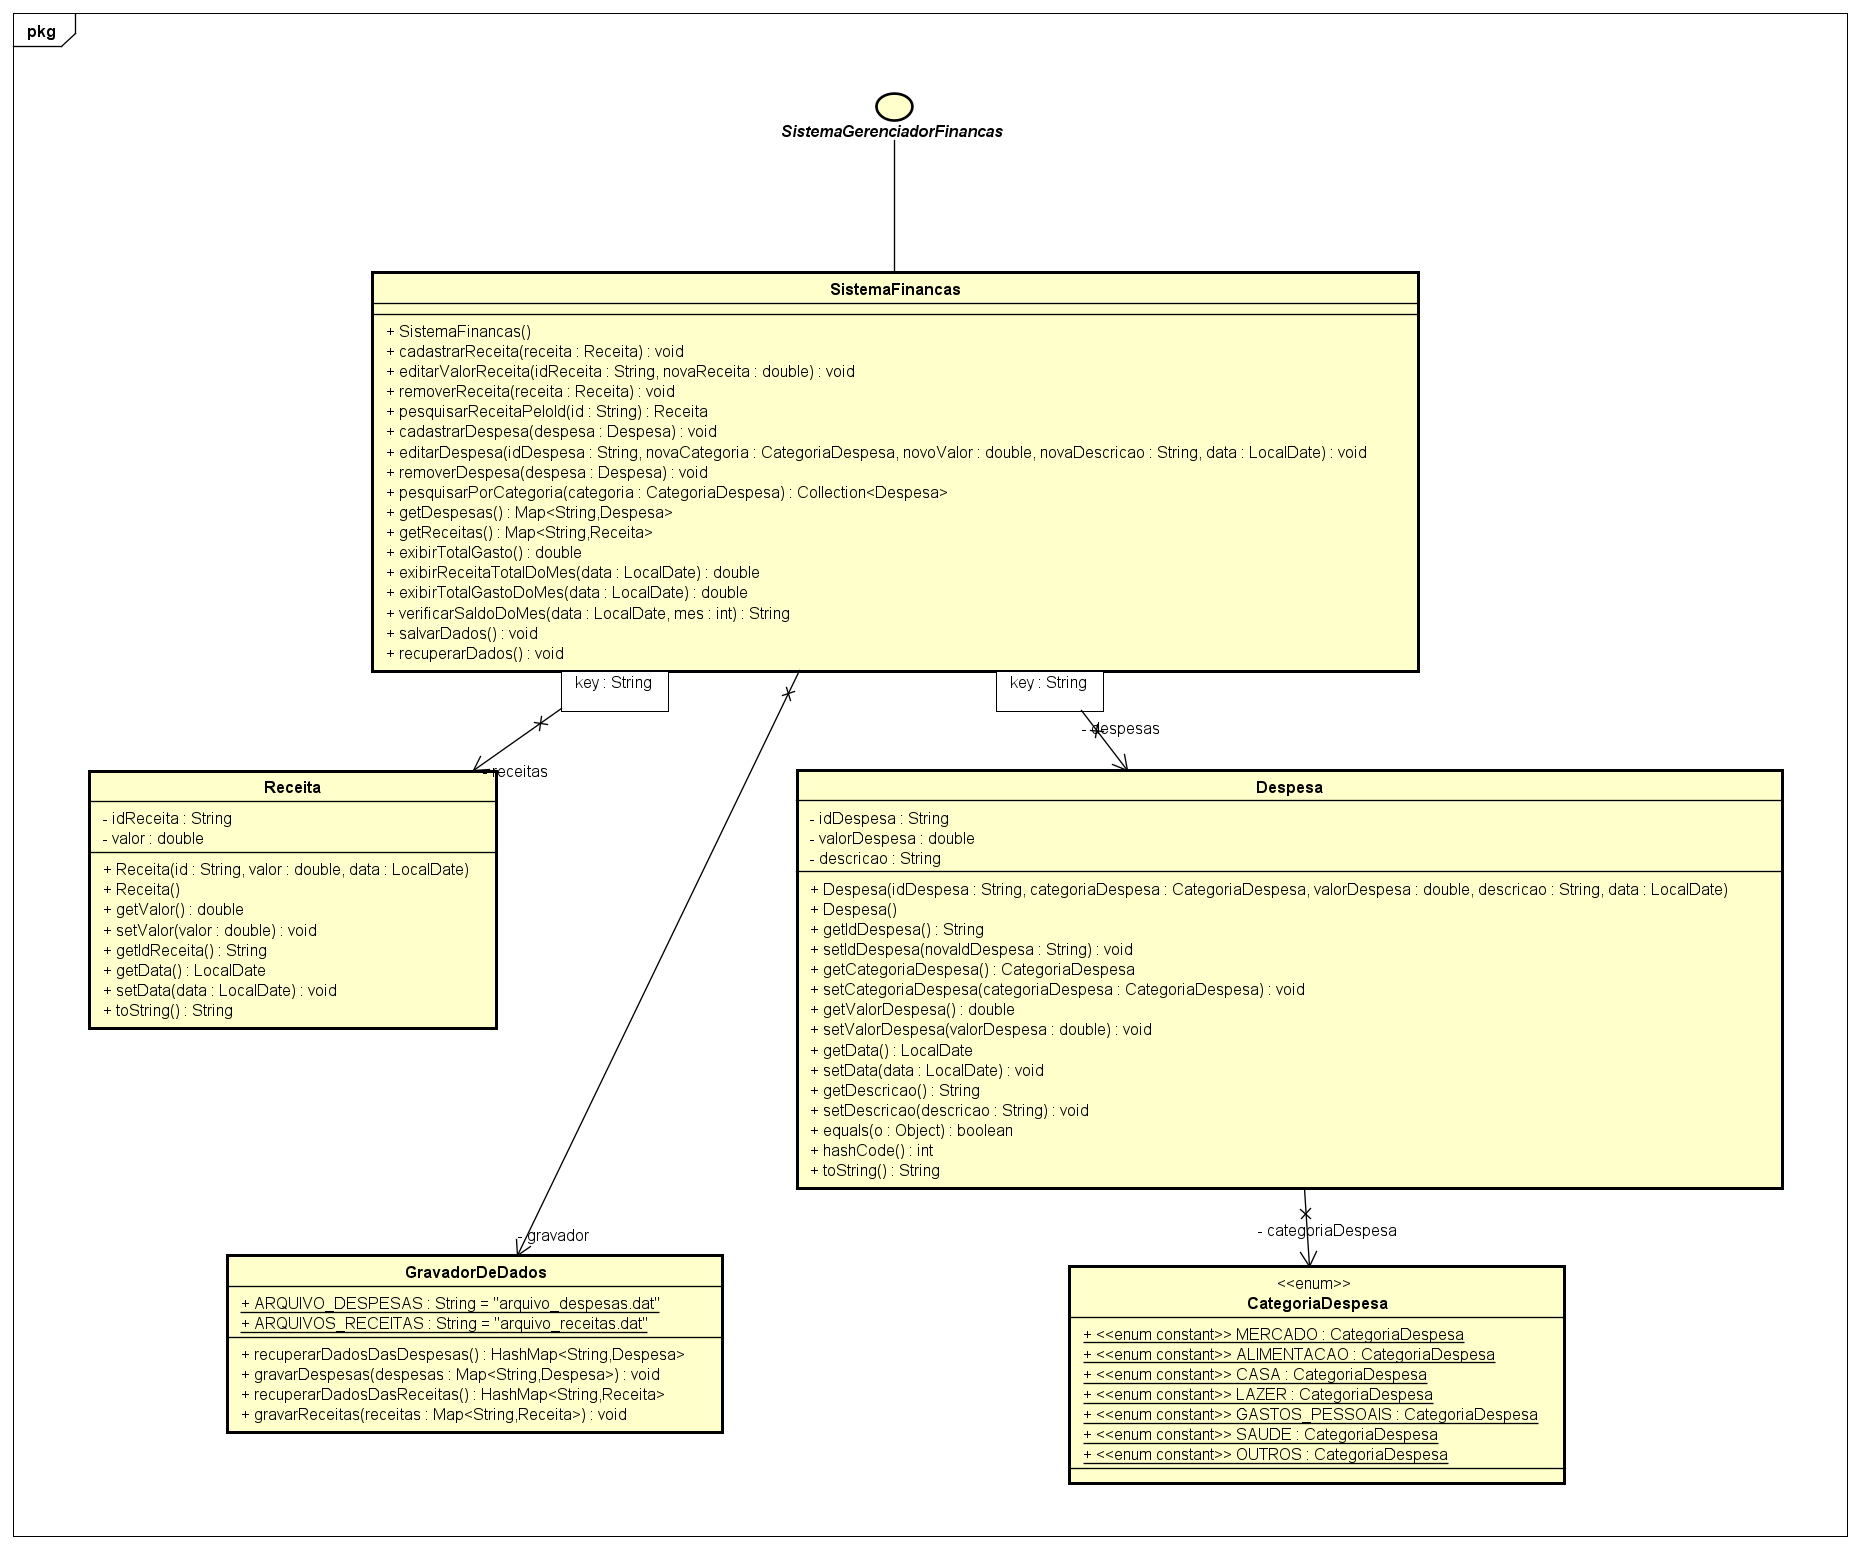 pkg
SistemaGerenciadorFinancas
SistemaFinancas
+ SistemaFinancas()
+ cadastrarReceita(receita : Receita) : void
+ editarValorReceita(idReceita : String, novaReceita : double) : void
+ removerReceita(receita : Receita) : void
+ pesquisarReceitaPeloId(id : String) : Receita
+ cadastrarDespesa(despesa : Despesa) : void
+ editarDespesa(idDespesa : String, novaCategoria : CategoriaDespesa, novoValor : double, novaDescricao : String, data : LocalDate) : void
+ removerDespesa(despesa : Despesa) : void
+ pesquisarPorCategoria(categoria : CategoriaDespesa) : Collection<Despesa>
+ getDespesas() : Map<String,Despesa>
+ getReceitas() : Map<String,Receita>
+ exibirTotalGasto() : double
+ exibirReceitaTotalDoMes(data : LocalDate) : double
+ exibirTotalGastoDoMes(data : LocalDate) : double
+ verificarSaldoDoMes(data : LocalDate, mes : int) : String
+ salvarDados() : void
+ recuperarDados() : void
key : String
key : String
- despesas
- receitas
Receita
- idReceita : String
- valor : double
+ Receita(id : String, valor : double, data : LocalDate)
+ Receita()
+ getValor() : double
+ setValor(valor : double) : void
+ getIdReceita() : String
+ getData() : LocalDate
+ setData(data : LocalDate) : void
+ toString() : String
Despesa
- idDespesa : String
- valorDespesa : double
- descricao : String
+ Despesa(idDespesa : String, categoriaDespesa : CategoriaDespesa, valorDespesa : double, descricao : String, data : LocalDate)
+ Despesa()
+ getIdDespesa() : String
+ setIdDespesa(novaIdDespesa : String) : void
+ getCategoriaDespesa() : CategoriaDespesa
+ setCategoriaDespesa(categoriaDespesa : CategoriaDespesa) : void
+ getValorDespesa() : double
+ setValorDespesa(valorDespesa : double) : void
+ getData() : LocalDate
+ setData(data : LocalDate) : void
+ getDescricao() : String
+ setDescricao(descricao : String) : void
+ equals(o : Object) : boolean
+ hashCode() : int
+ toString() : String
- gravador
- categoriaDespesa
GravadorDeDados
+ ARQUIVO_DESPESAS : String = "arquivo_despesas.dat"
+ ARQUIVOS_RECEITAS : String = "arquivo_receitas.dat"
+ recuperarDadosDasDespesas() : HashMap<String,Despesa>
+ gravarDespesas(despesas : Map<String,Despesa>) : void
+ recuperarDadosDasReceitas() : HashMap<String,Receita>
+ gravarReceitas(receitas : Map<String,Receita>) : void
<<enum>>
CategoriaDespesa
+ <<enum constant>> MERCADO : CategoriaDespesa
+ <<enum constant>> ALIMENTACAO : CategoriaDespesa
+ <<enum constant>> CASA : CategoriaDespesa
+ <<enum constant>> LAZER : CategoriaDespesa
+ <<enum constant>> GASTOS_PESSOAIS : CategoriaDespesa
+ <<enum constant>> SAUDE : CategoriaDespesa
+ <<enum constant>> OUTROS : CategoriaDespesa